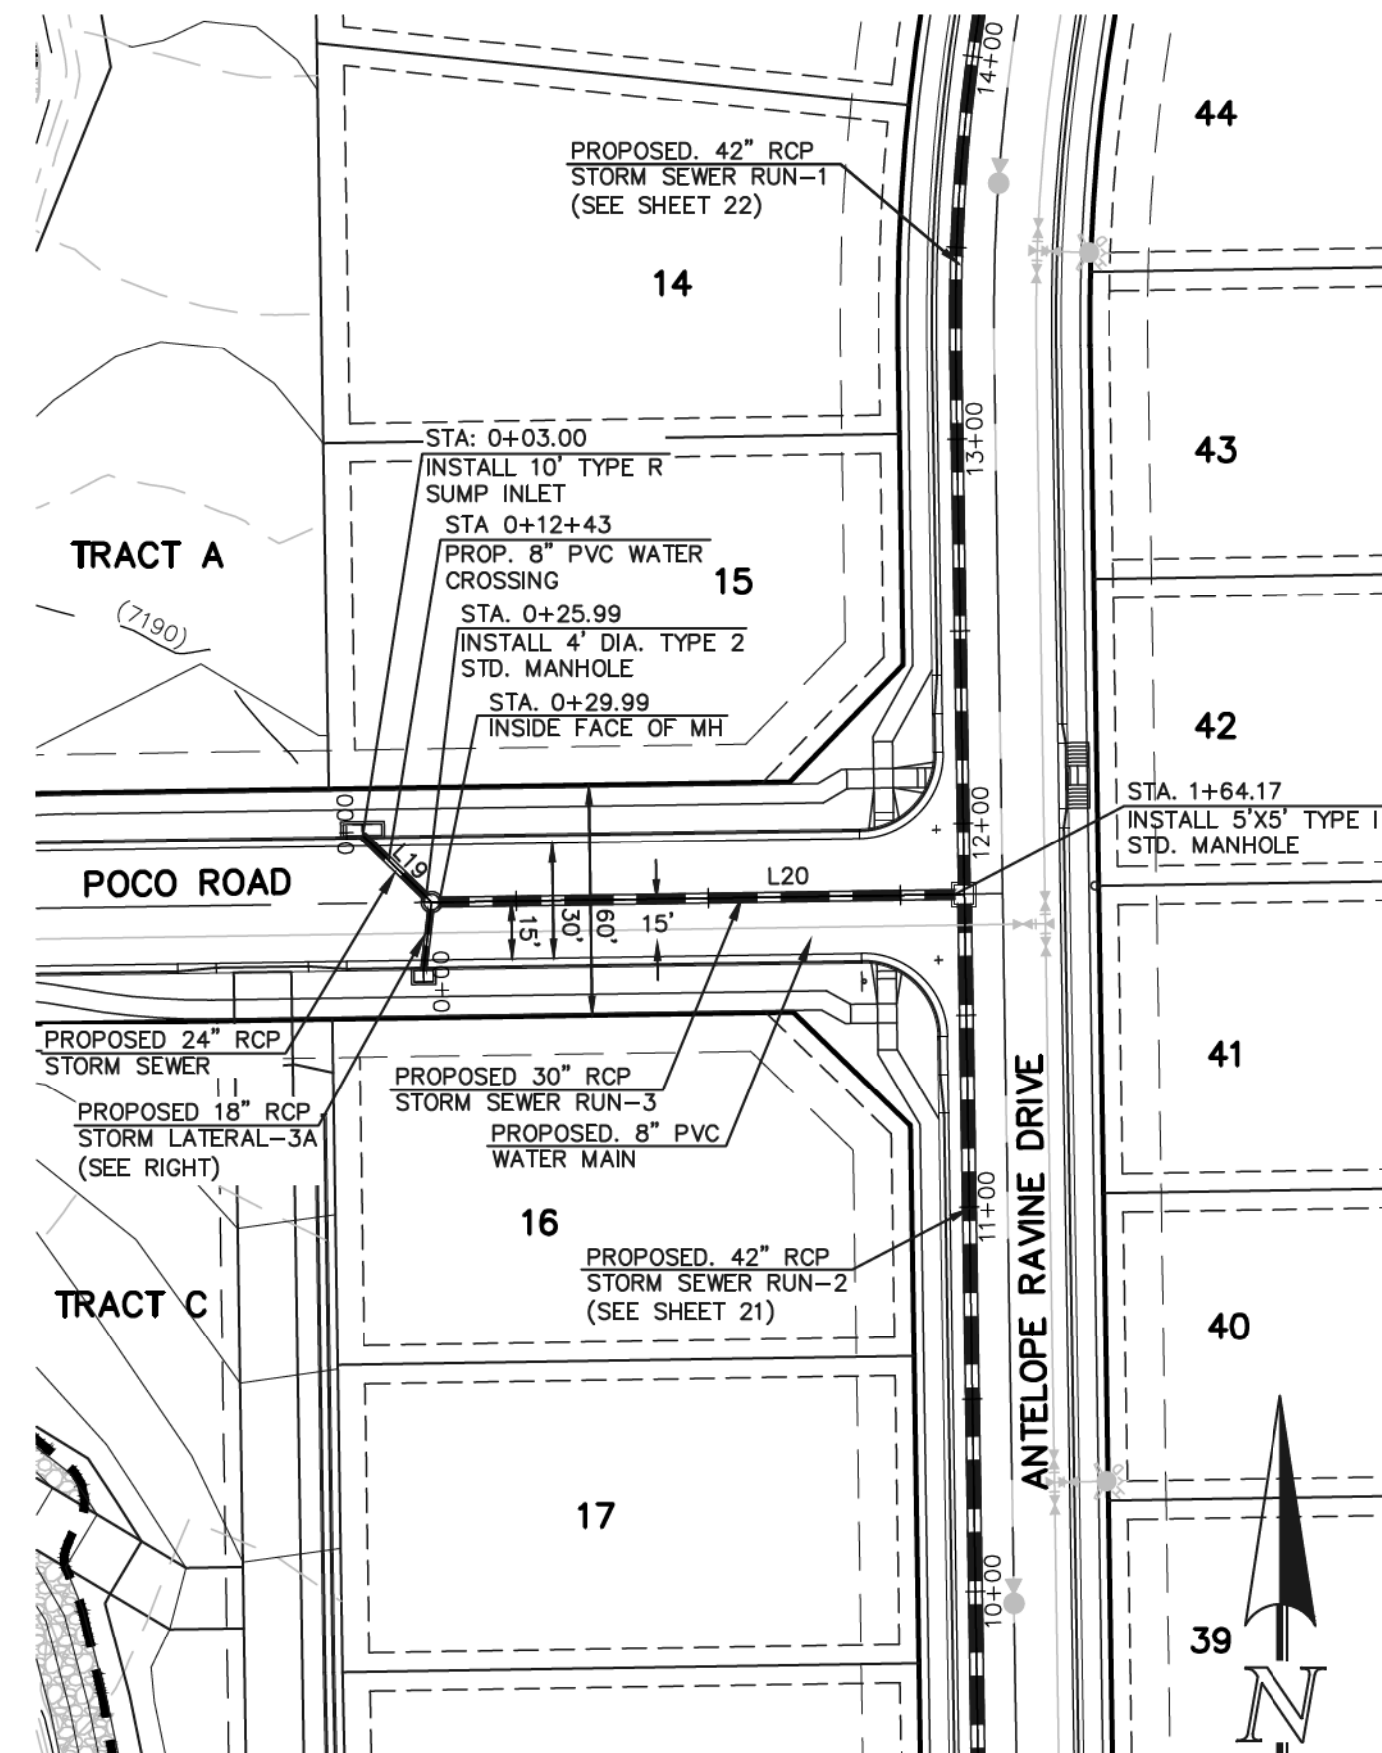 14+00
44
PROPOSED. 42" RCP
STORM SEWER RUN-1
(SEE SHEET 22)
14
13+00
43
STA: 0+03.00
INSTALL 10' TYPE R
SUMP INLET
STA 0+12+43
PROP. 8" PVC WATER
CROSSING
15
TRACT A
(7190)
STA. 0+25.99
INSTALL 4' DIA. TYPE 2
STD. MANHOLE
STA. 0+29.99
INSIDE FACE OF MH
42
STA. 1+64.17
INSTALL 5'X5' TYPE I
STD. MANHOLE
12+00
0+00
L19
POCO ROAD
L20
15'
30'
60'
15'
0+00
PROPOSED 24" RCP
STORM SEWER
41
PROPOSED 30" RCP
STORM SEWER RUN-3
PROPOSED 18" RCP
STORM LATERAL-3A
(SEE RIGHT)
PROPOSED. 8" PVC
WATER MAIN
11+00
ANTELOPE RAVINE DRIVE
16
PROPOSED. 42" RCP
STORM SEWER RUN-2
(SEE SHEET 21)
TRACT C
40
17
10+00
39
N